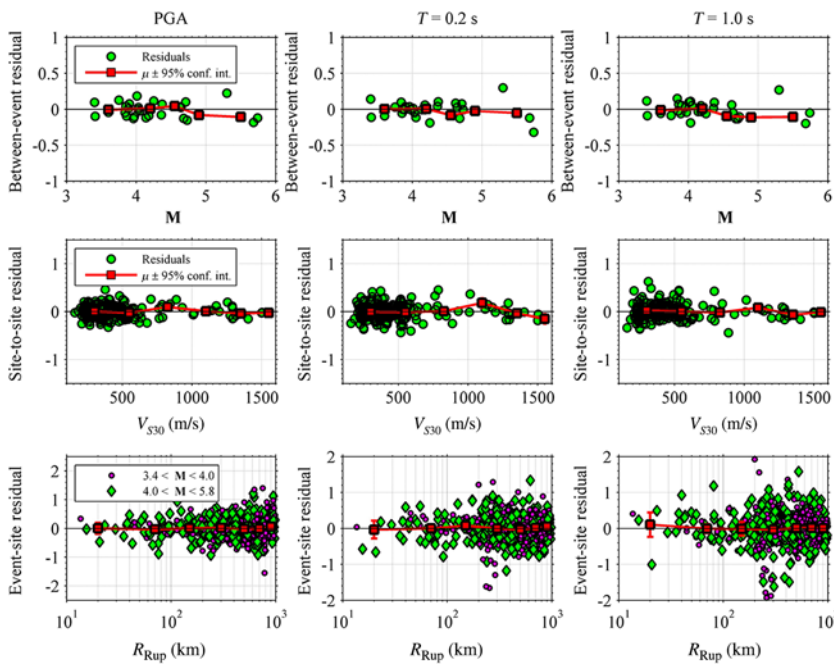 PGA
T = 0.2 s
T = 1.0 s
Between-event residual
1
0.5
0
-0.5
-1
Residuals
μ ± 95% conf. int.
3 4 5 6
M
Between-event residual
1
0.5
0
-0.5
-1
3 4 5 6
M
Between-event residual
1
0.5
0
-0.5
-1
3 4 5 6
M
Site-to-site residual
1
0
-1
Residuals
μ ± 95% conf. int.
500 1000 1500
VS30 (m/s)
Site-to-site residual
1
0
-1
500 1000 1500
VS30 (m/s)
Site-to-site residual
1
0
-1
500 1000 1500
VS30 (m/s)
Event-site residual
2
1
0
-1
-2
3.4 < M < 4.0
4.0 < M < 5.8
10^1 10^2 10^3
RRup (km)
Event-site residual
2
1
0
-1
-2
10^1 10^2 10^3
RRup (km)
Event-site residual
2
1
0
-1
-2
10^1 10^2 10
RRup (km)